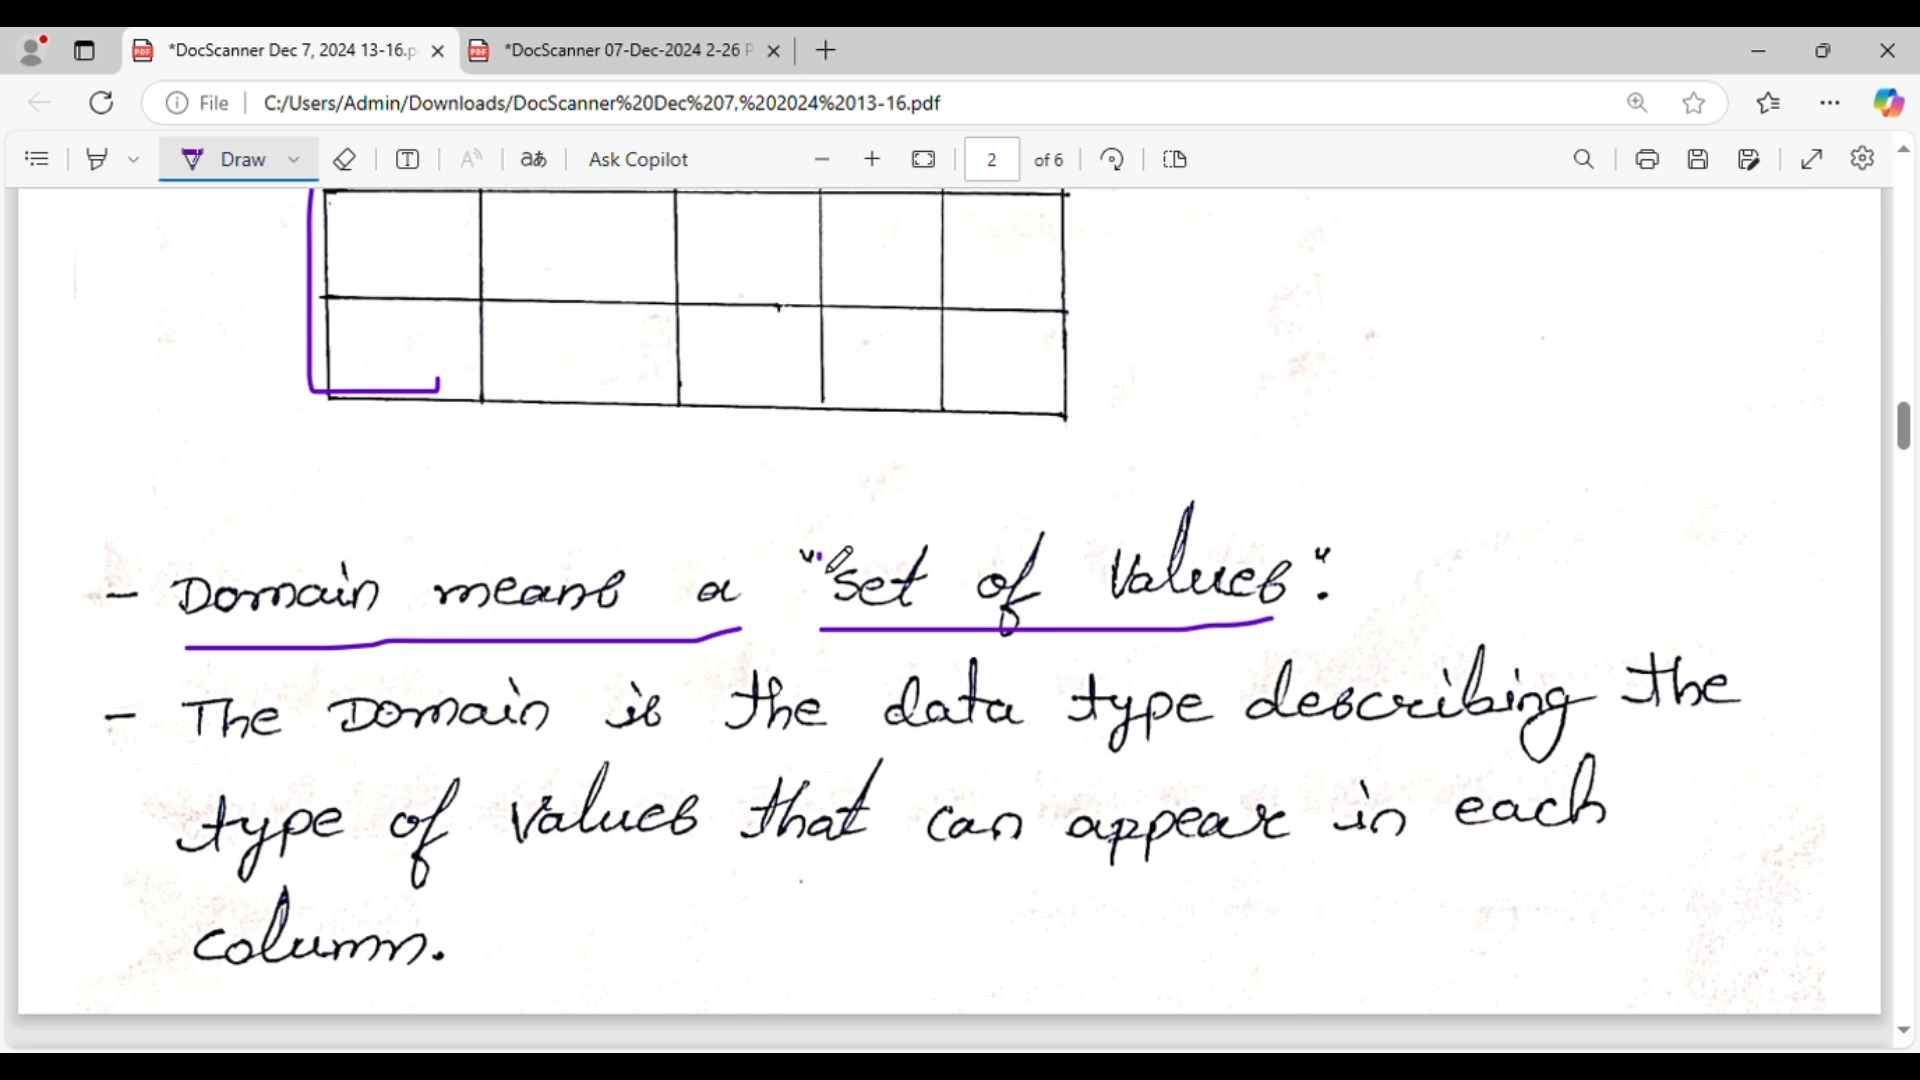 *DocScanner Dec 7, 2024 13-16.p
*DocScanner 07-Dec-2024 2-26 P
File
C:/Users/Admin/Downloads/DocScanner%20Dec%207,%202024%2013-16.pdf
Draw
Ask Copilot
2 of 6
- Domain means a "set of Values".
- The Domain is the data type describing the
type of Values that can appear in each
column.